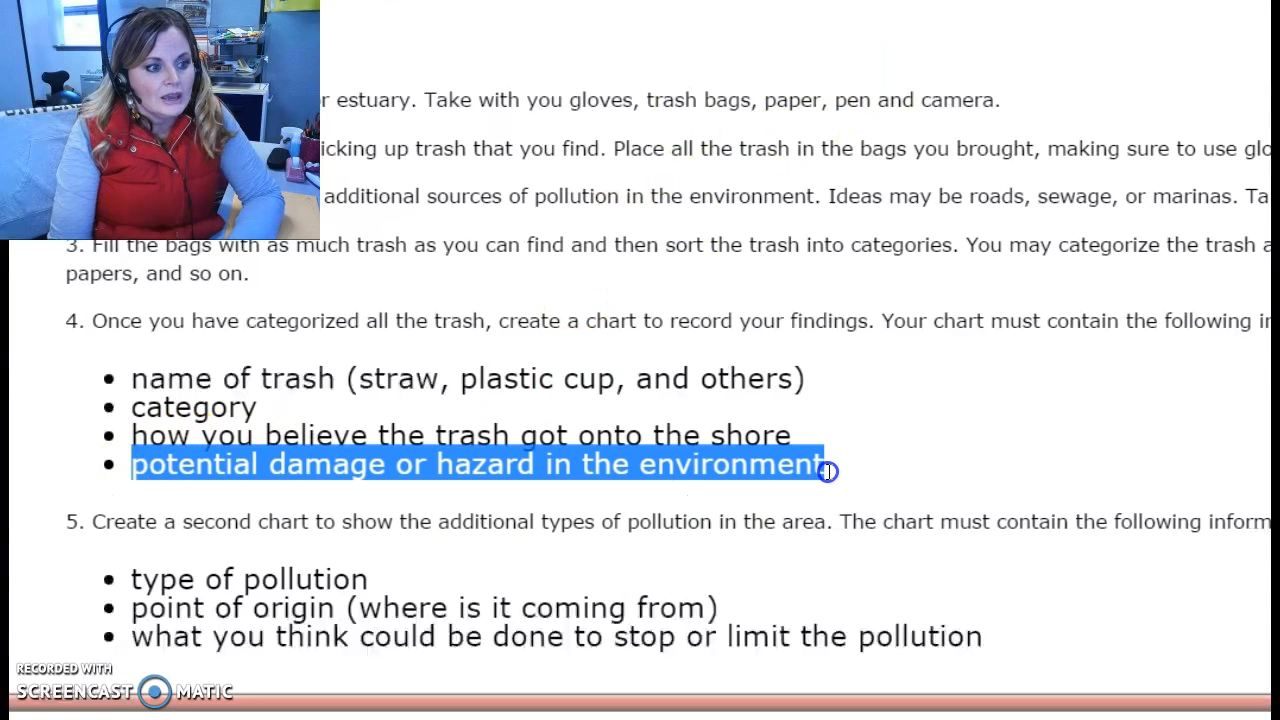 r estuary. Take with you gloves, trash bags, paper, pen and camera.
icking up trash that you find. Place all the trash in the bags you brought, making sure to use glo
additional sources of pollution in the environment. Ideas may be roads, sewage, or marinas. Ta
3. Fill the bags with as much trash as you can find and then sort the trash into categories. You may categorize the trash a
papers, and so on.
4. Once you have categorized all the trash, create a chart to record your findings. Your chart must contain the following in
• name of trash (straw, plastic cup, and others)
• category
• how you believe the trash got onto the shore
• potential damage or hazard in the environment.
5. Create a second chart to show the additional types of pollution in the area. The chart must contain the following inform
• type of pollution
• point of origin (where is it coming from)
• what you think could be done to stop or limit the pollution
RECORDED WITH
SCREENCAST MATIC